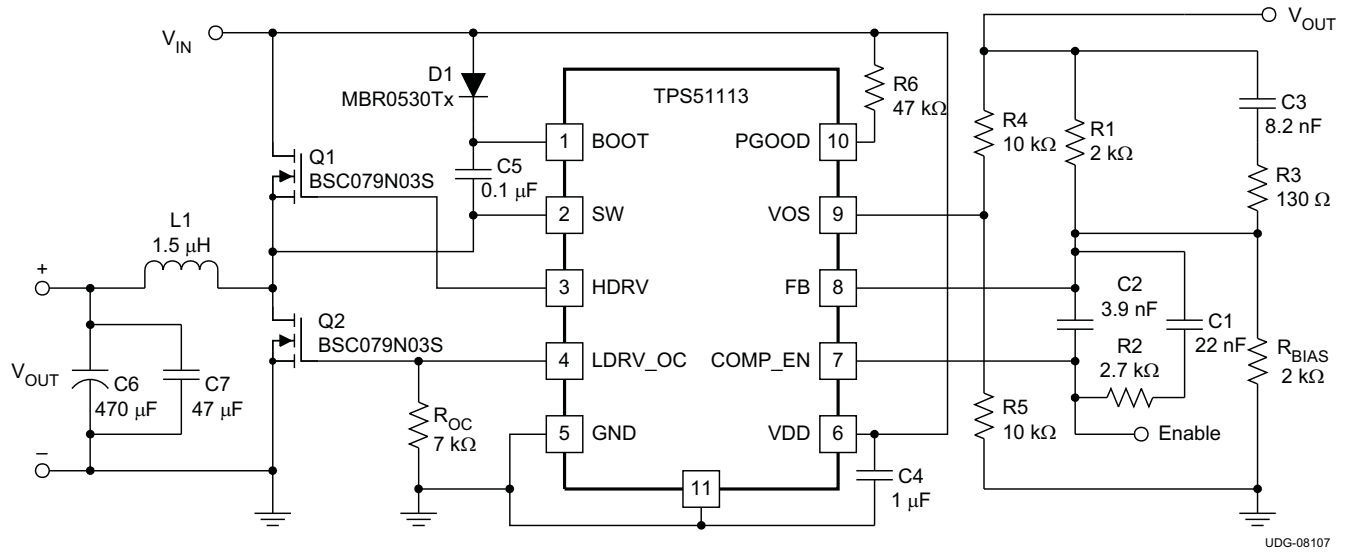 V_OUT
V_IN
D1
MBR0530Tx
TPS51113
R6
47 kΩ
C3
8.2 nF
R4
10 kΩ
R1
2 kΩ
1 BOOT
PGOOD 10
Q1
BSC079N03S
C5
0.1 μF
R3
130 Ω
2 SW
VOS 9
L1
1.5 μH
+
3 HDRV
FB 8
C2
3.9 nF
C1
22 nF
Q2
BSC079N03S
4 LDRV_OC
COMP_EN 7
R2
2.7 kΩ
R_BIAS
2 kΩ
V_OUT
C6
470 μF
C7
47 μF
R_OC
7 kΩ
5 GND
VDD 6
R5
10 kΩ
Enable
–
11
C4
1 μF
UDG-08107